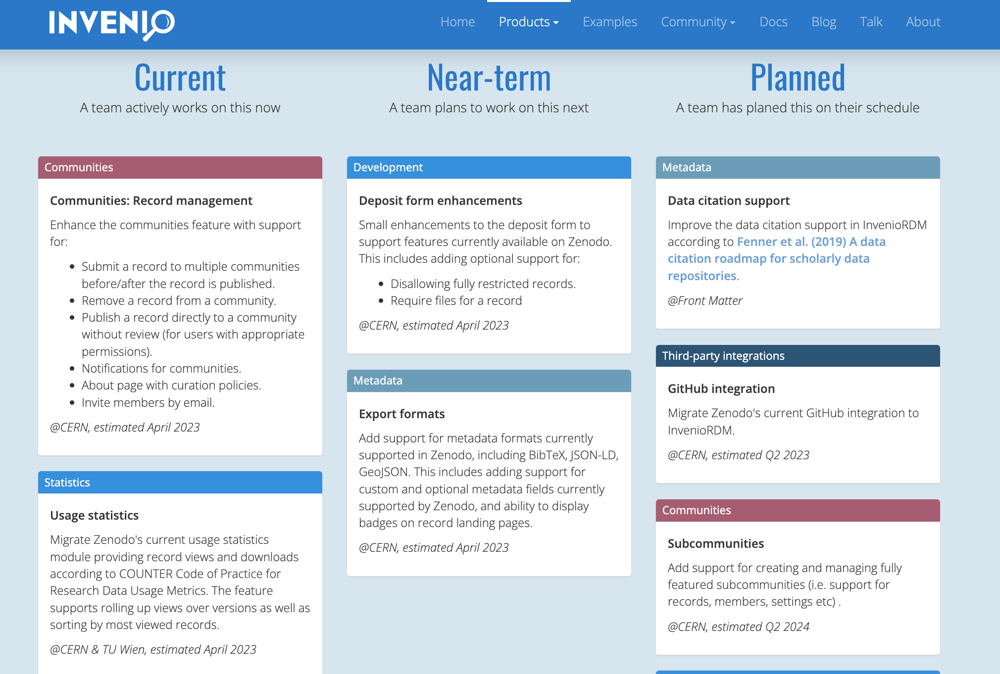 INVENIO
Home Products Examples Community Docs Blog Talk About
Current
A team actively works on this now
Communities
Communities: Record management
Enhance the communities feature with support
for:
• Submit a record to multiple communities
before/after the record is published.
• Remove a record from a community.
• Publish a record directly to a community
without review (for users with appropriate
permissions).
• Notifications for communities.
• About page with curation policies.
• Invite members by email.
@CERN, estimated April 2023
Statistics
Usage statistics
Migrate Zenodo's current usage statistics
module providing record views and downloads
according to COUNTER Code of Practice for
Research Data Usage Metrics. The feature
supports rolling up views over versions as well as
sorting by most viewed records.
@CERN & TU Wien, estimated April 2023
Near-term
A team plans to work on this next
Development
Deposit form enhancements
Small enhancements to the deposit form to
support features currently available on Zenodo.
This includes adding optional support for:
• Disallowing fully restricted records.
• Require files for a record
@CERN, estimated April 2023
Metadata
Export formats
Add support for metadata formats currently
supported in Zenodo, including BibTeX, JSON-LD,
GeoJSON. This includes adding support for
custom and optional metadata fields currently
supported by Zenodo, and ability to display
badges on record landing pages.
@CERN, estimated April 2023
Planned
A team has planed this on their schedule
Metadata
Data citation support
Improve the data citation support in InvenioRDM
according to Fenner et al. (2019) A data
citation roadmap for scholarly data
repositories.
@Front Matter
Third-party integrations
GitHub integration
Migrate Zenodo's current GitHub integration to
InvenioRDM.
@CERN, estimated Q2 2023
Communities
Subcommunities
Add support for creating and managing fully
featured subcommunities (i.e. support for
records, members, settings etc) .
@CERN, estimated Q2 2024